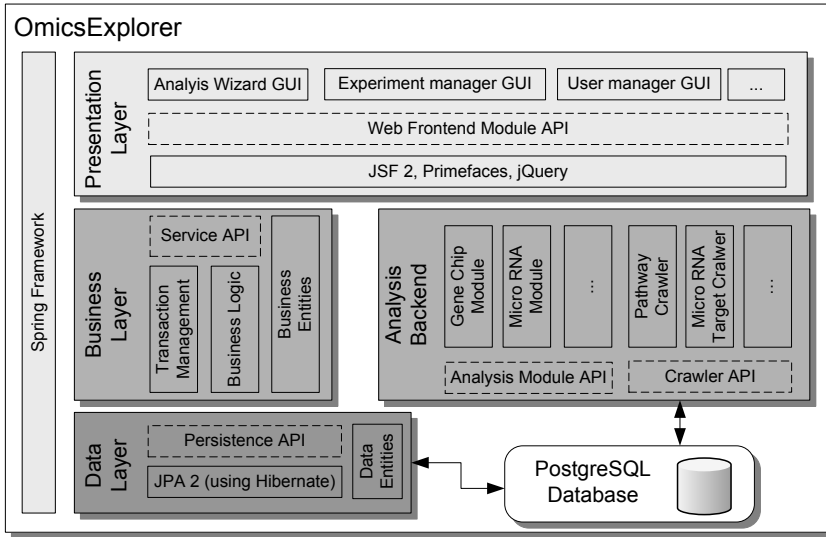 OmicsExplorer
Spring Framework
Presentation
Layer
Analyis Wizard GUI
Experiment manager GUI
User manager GUI
...
Web Frontend Module API
JSF 2, Primefaces, jQuery
Business
Layer
Service API
Transaction
Management
Business Logic
Business
Entities
Analysis
Backend
Gene Chip
Module
Micro RNA
Module
...
Pathway
Crawler
Micro RNA
Target Cralwer
...
Analysis Module API
Crawler API
Data
Layer
Persistence API
JPA 2 (using Hibernate)
Data
Entities
PostgreSQL
Database